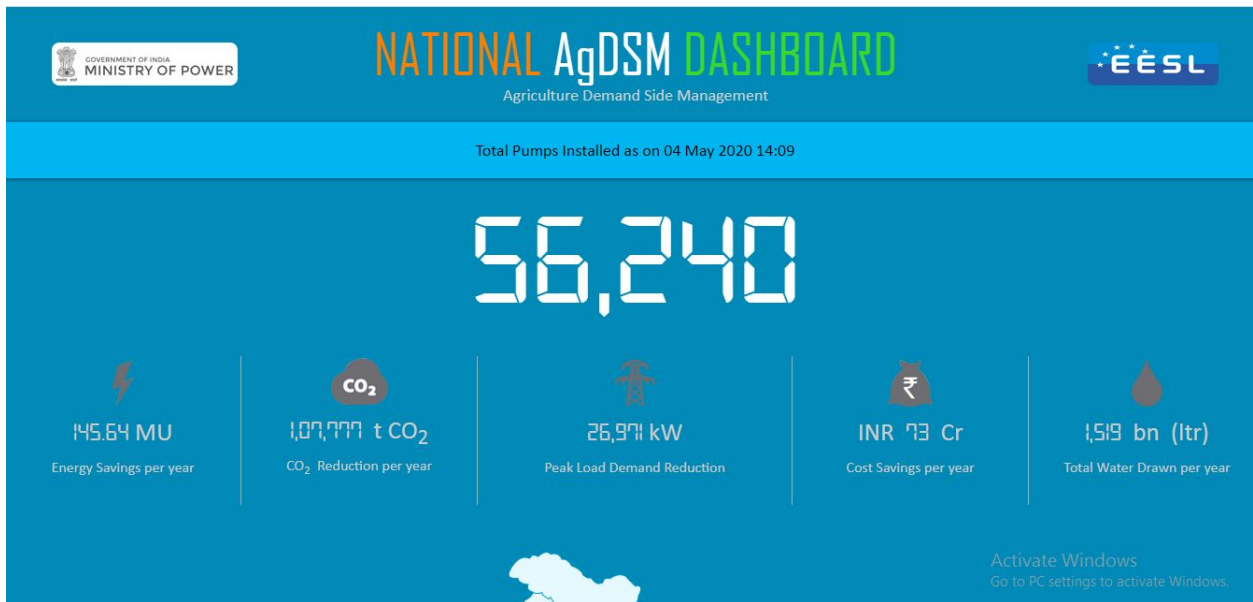 GOVERNMENT OF INDIA
MINISTRY OF POWER
NATIONAL AgDSM DASHBOARD
Agriculture Demand Side Management
EESL
Total Pumps Installed as on 04 May 2020 14:09
56,240
CO₂
₹
145.64 MU
1,07,777 t CO₂
26,971 kW
INR 73 Cr
1,519 bn (ltr)
Energy Savings per year
CO₂ Reduction per year
Peak Load Demand Reduction
Cost Savings per year
Total Water Drawn per year
Activate Windows
Go to PC settings to activate Windows.